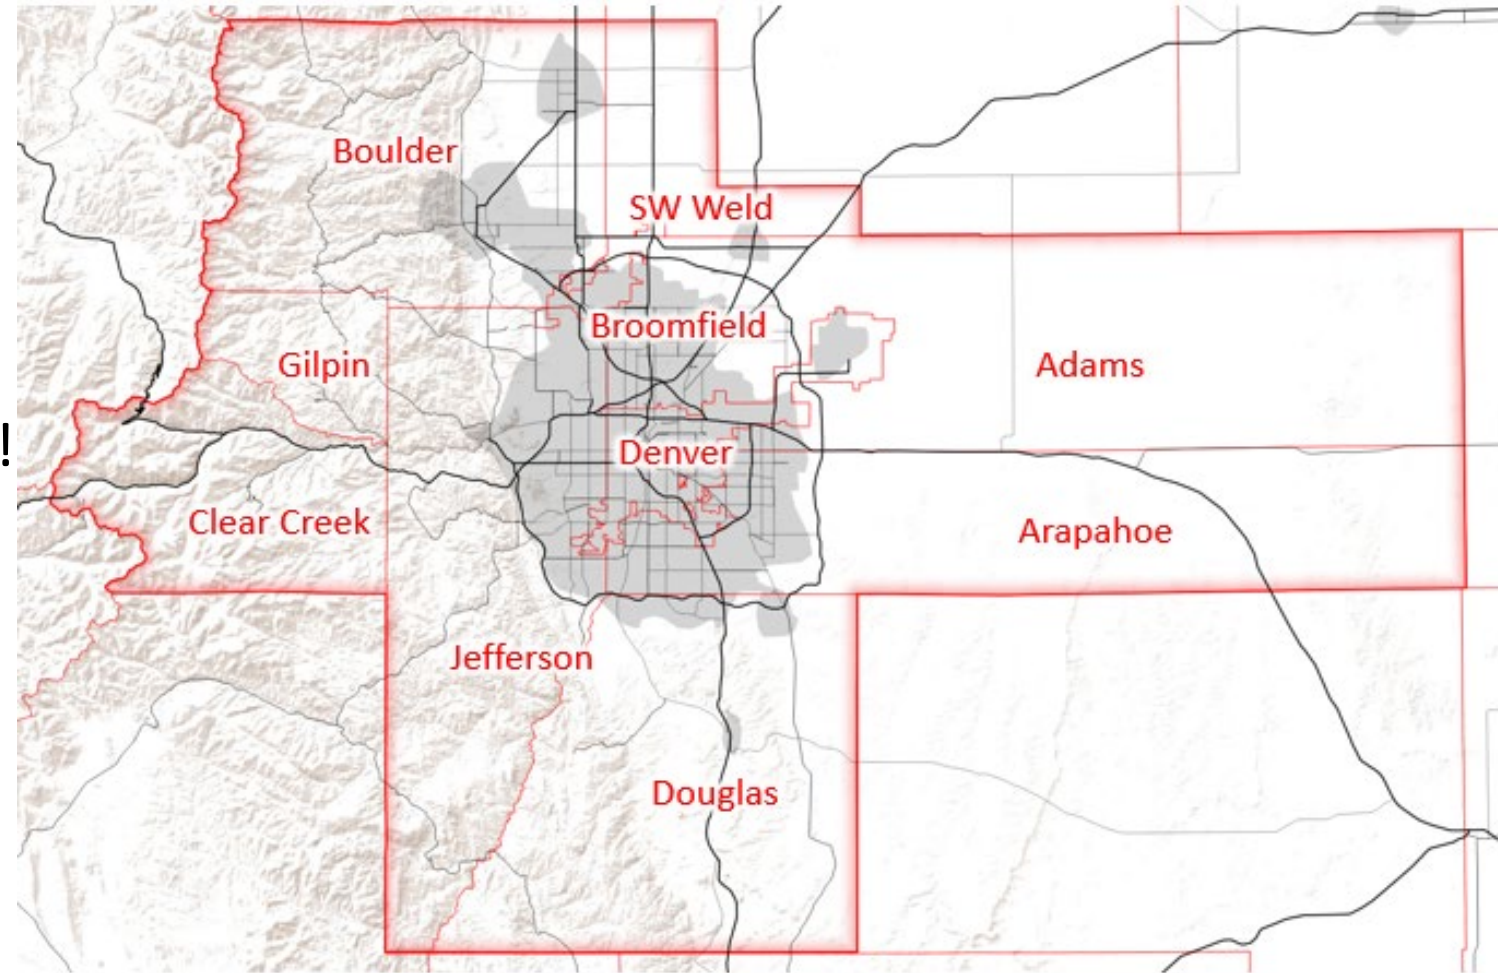 Boulder
SW Weld
Broomfield
Gilpin
Adams
!
Denver
Clear Creek
Arapahoe
Jefferson
Douglas